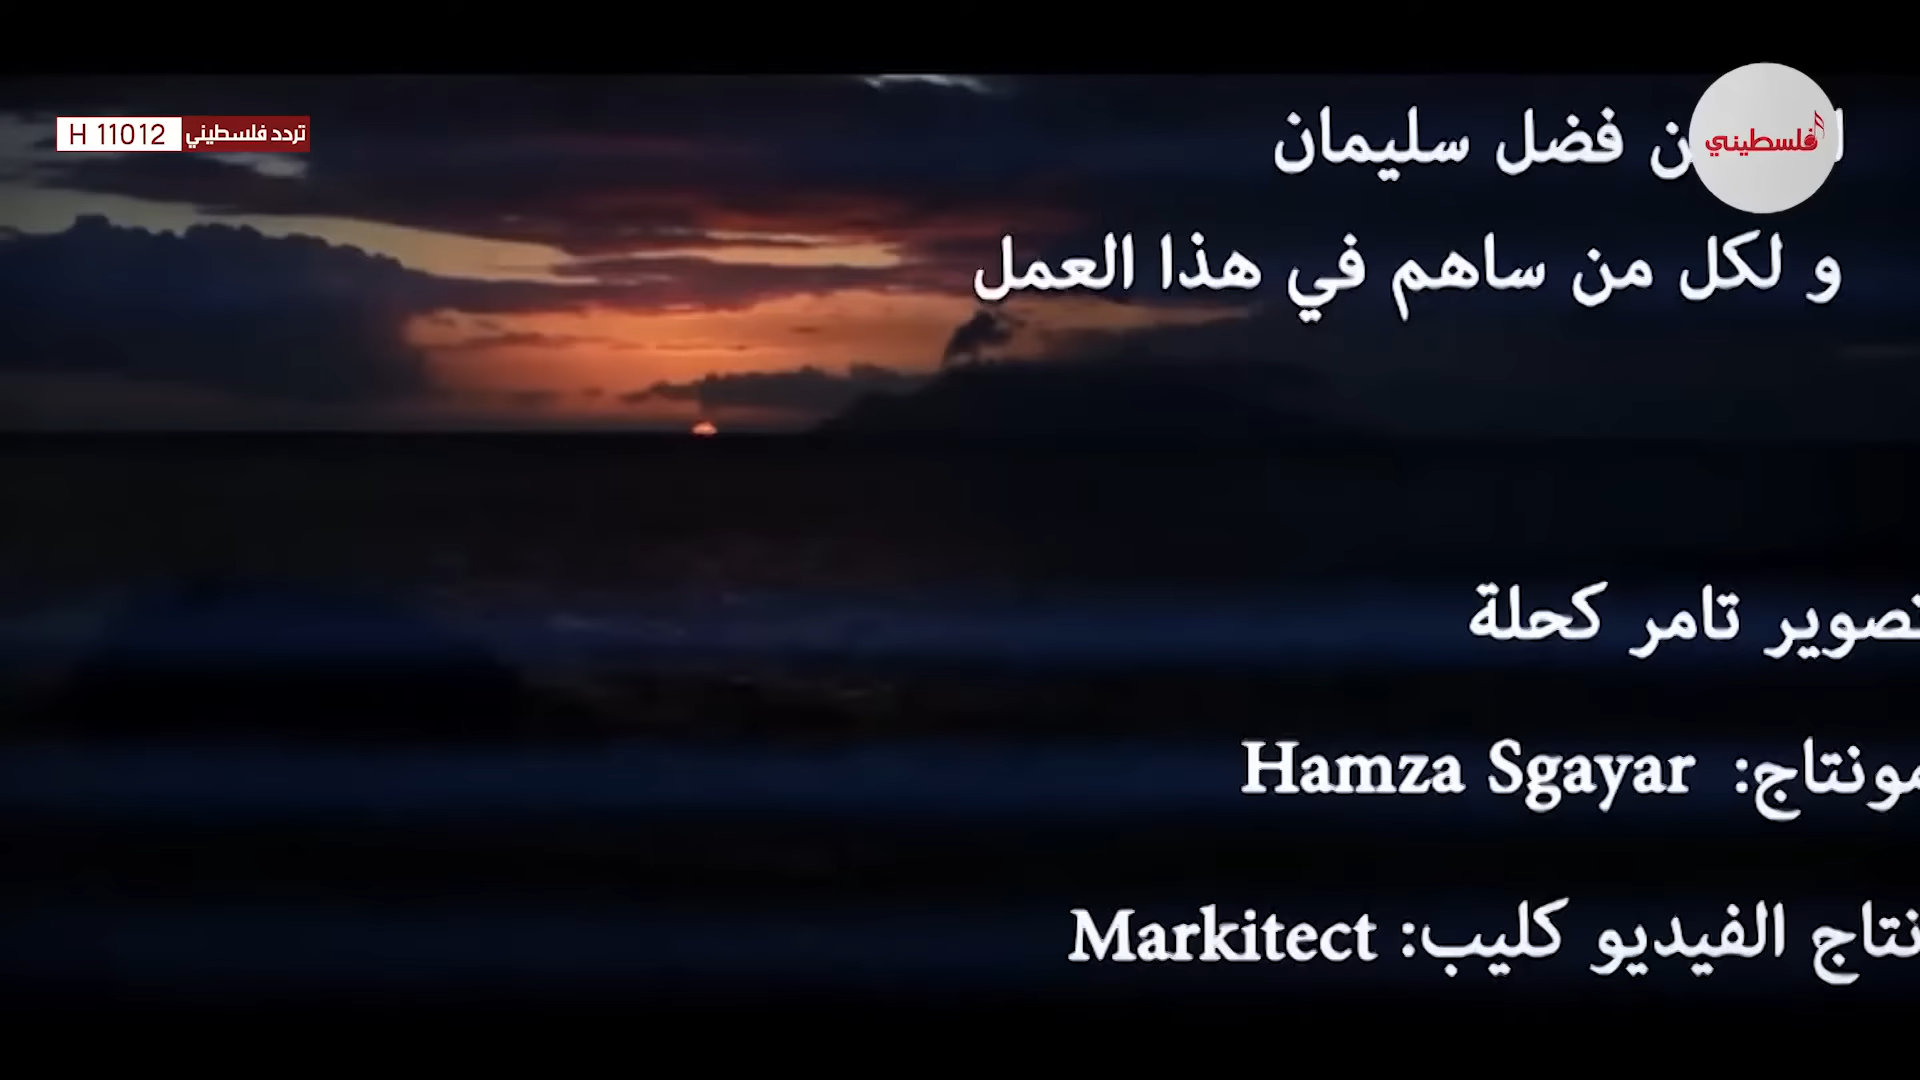 تردد فلسطيني H 11012
فلسطيني
فضل سليمان
و لكل من ساهم في هذا العمل
تصوير تامر كحلة
مونتاج: Hamza Sgayar
نتاج الفيديو كليب: Markitect